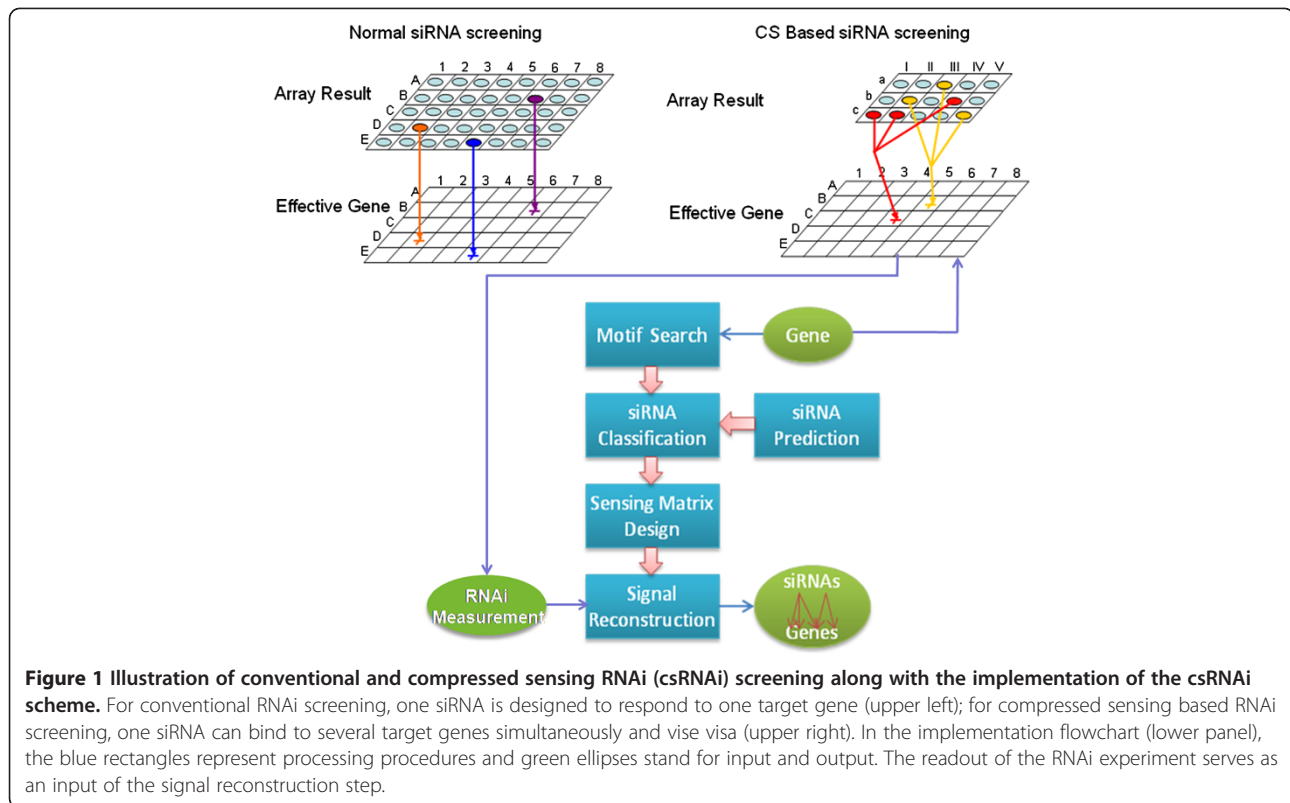 Normal siRNA screening
CS Based siRNA screening
1 2 3 4 5 6 7 8
A
B
C
D
E
Array Result
I II III IV V
a
b
c
Array Result
1 2 3 4 5 6 7 8
A
B
C
D
E
Effective Gene
1 2 3 4 5 6 7 8
A
B
C
D
E
Effective Gene
Motif Search
Gene
siRNA
Classification
siRNA
Prediction
Sensing Matrix
Design
RNAi
Measurement
Signal
Reconstruction
siRNAs
Genes
Figure 1 Illustration of conventional and compressed sensing RNAi (csRNAi) screening along with the implementation of the csRNAi
scheme. For conventional RNAi screening, one siRNA is designed to respond to one target gene (upper left); for compressed sensing based RNAi
screening, one siRNA can bind to several target genes simultaneously and vise visa (upper right). In the implementation flowchart (lower panel),
the blue rectangles represent processing procedures and green ellipses stand for input and output. The readout of the RNAi experiment serves as
an input of the signal reconstruction step.